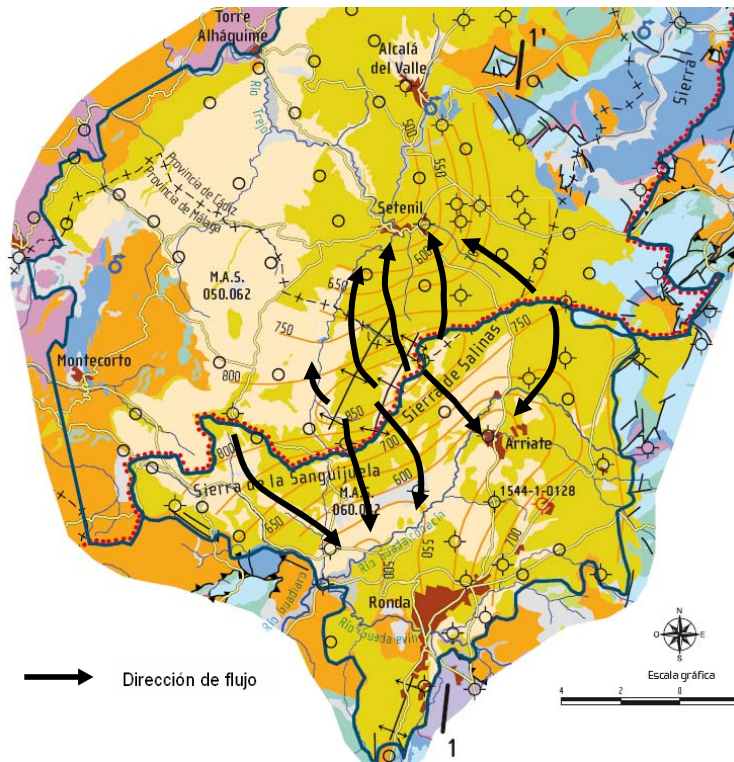 Torre
Alháquime
Alcalá
del Valle
1'
Sierra
Río
Trejo
500
550
Provincia de Cádiz
Provincia de Málaga
Setenil
600
M.A.S.
050.062
650
750
750
Montecorto
800
Sierra de Salinas
850
700
Arriate
800
Sierra de la Sanguijuela
600
M.A.S.
1544-1-0128
650
700
550
500
Río Guadalcobacín
Río Guadiaro
Ronda
Río Guadalevín
Dirección de flujo
N
O
E
S
Escala gráfica
4
2
0
1